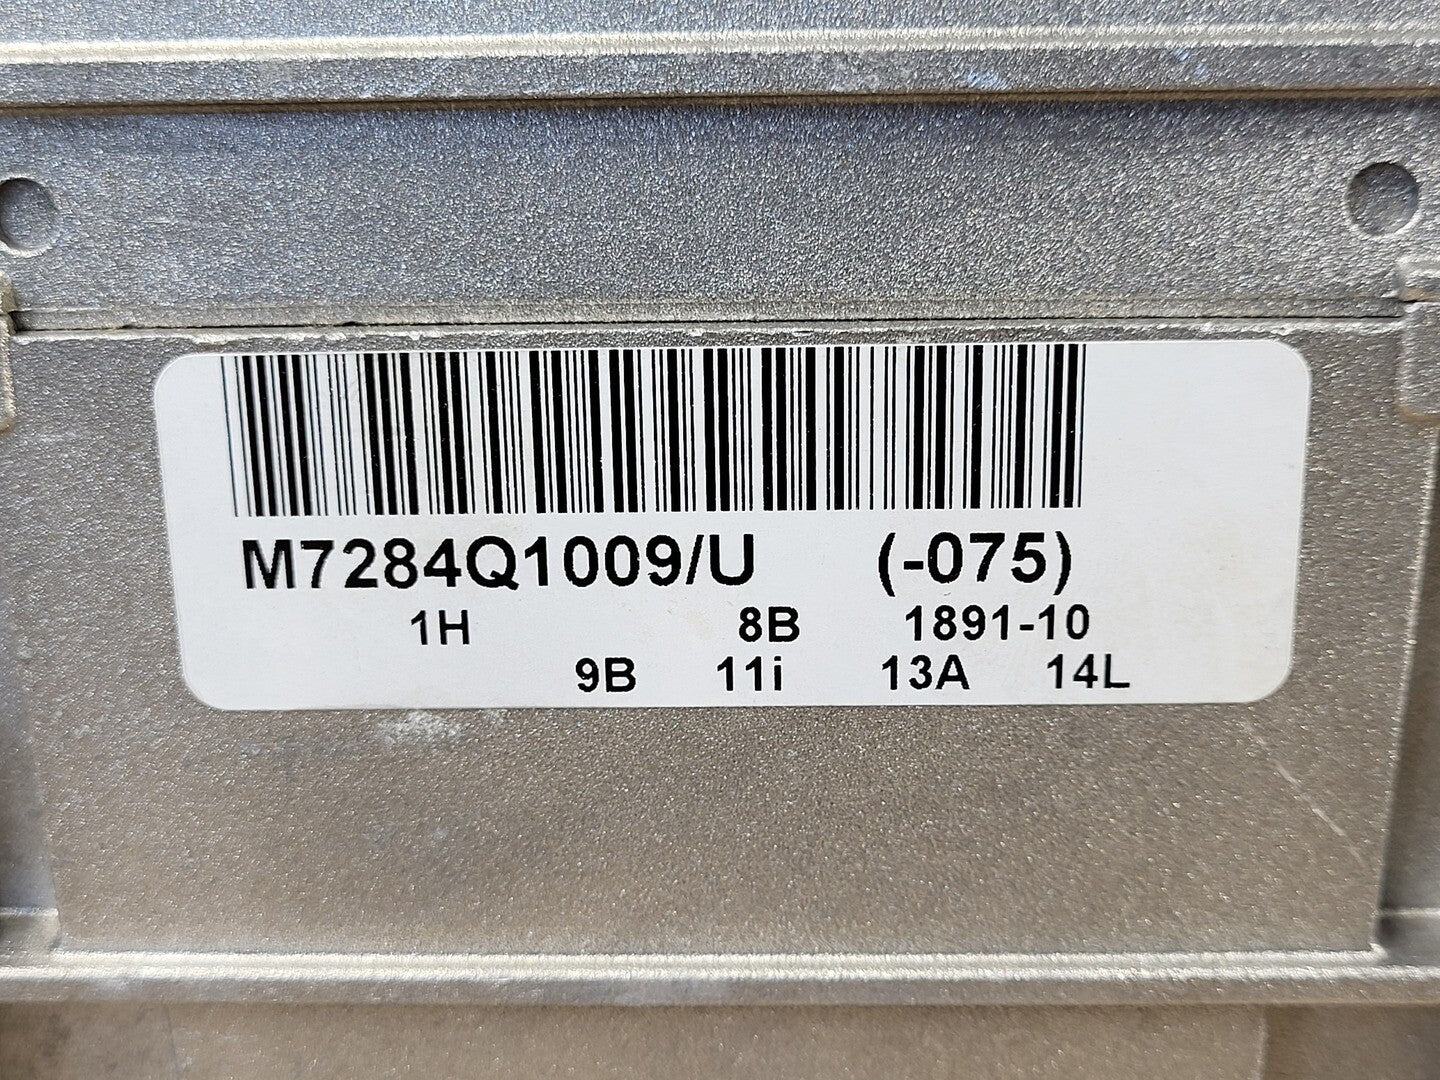 M7284Q1009/U (-075)
1H 8B 1891-10
9B 11i 13A 14L